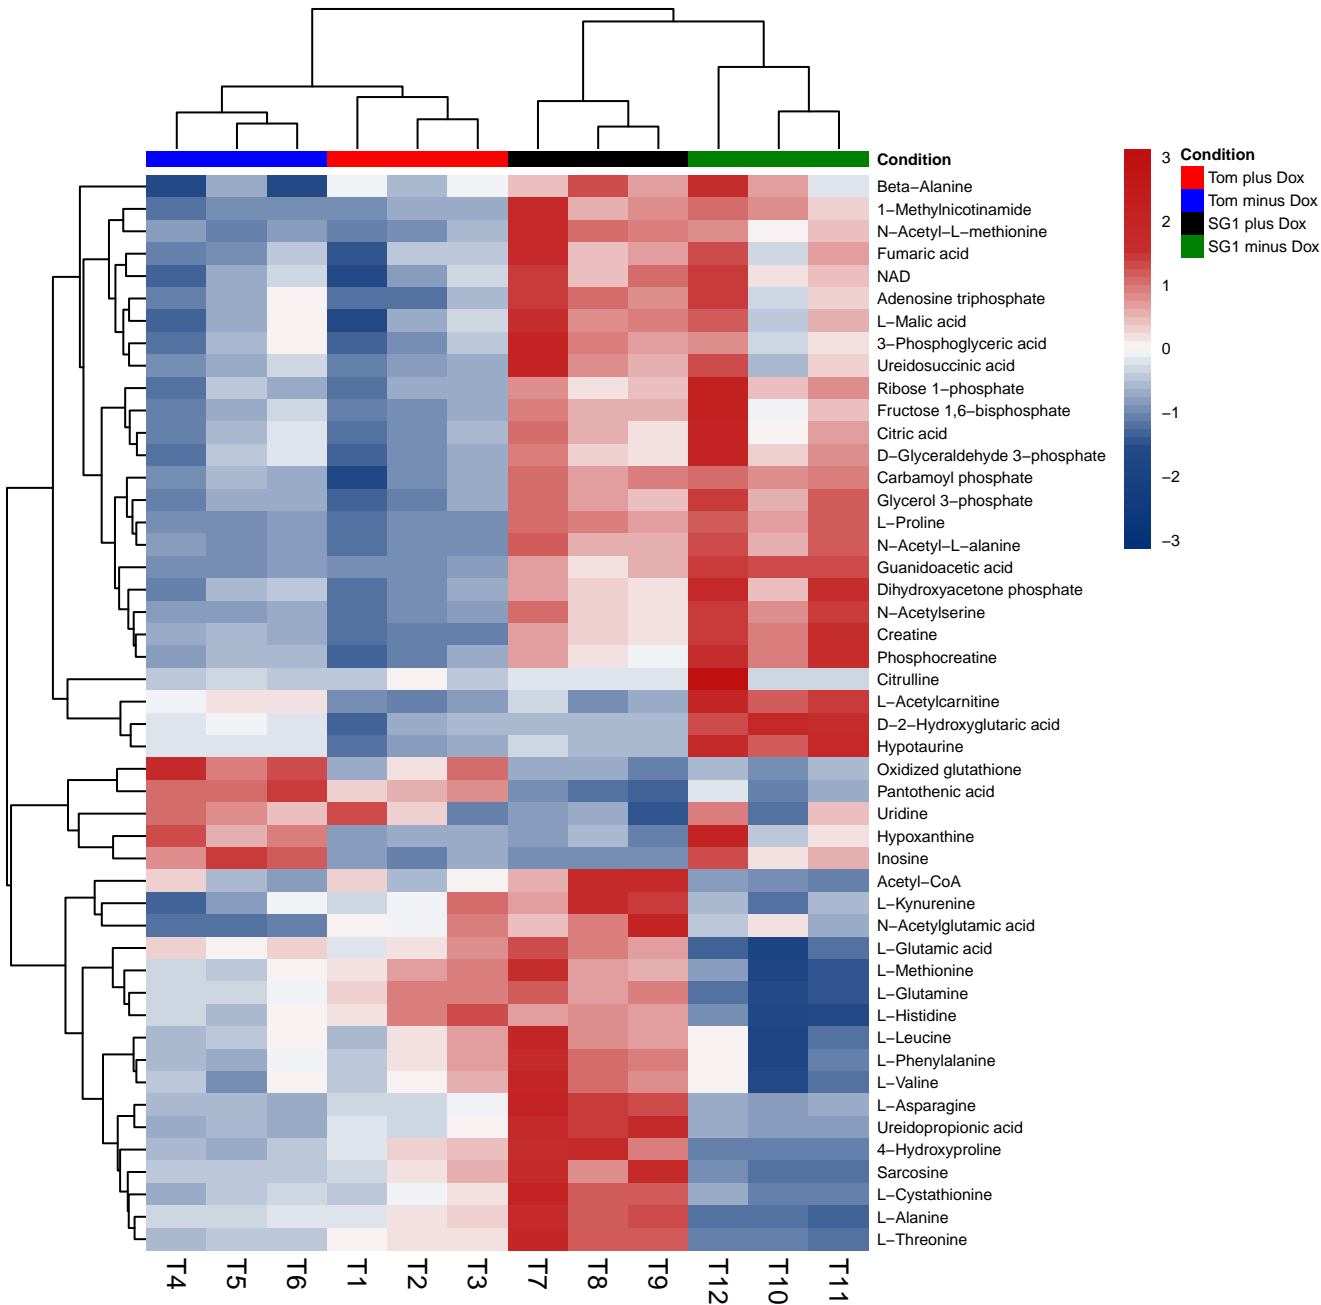 Condition
Beta−Alanine
1−Methylnicotinamide
N−Acetyl−L−methionine
Fumaric acid
NAD
Adenosine triphosphate
L−Malic acid
3−Phosphoglyceric acid
Ureidosuccinic acid
Ribose 1−phosphate
Fructose 1,6−bisphosphate
Citric acid
D−Glyceraldehyde 3−phosphate
Carbamoyl phosphate
Glycerol 3−phosphate
L−Proline
N−Acetyl−L−alanine
Guanidoacetic acid
Dihydroxyacetone phosphate
N−Acetylserine
Creatine
Phosphocreatine
Citrulline
L−Acetylcarnitine
D−2−Hydroxyglutaric acid
Hypotaurine
Oxidized glutathione
Pantothenic acid
Uridine
Hypoxanthine
Inosine
Acetyl−CoA
L−Kynurenine
N−Acetylglutamic acid
L−Glutamic acid
L−Methionine
L−Glutamine
L−Histidine
L−Leucine
L−Phenylalanine
L−Valine
L−Asparagine
Ureidopropionic acid
4−Hydroxyproline
Sarcosine
L−Cystathionine
L−Alanine
L−Threonine
T4 T5 T6 T1 T2 T3 T7 T8 T9 T12 T10 T11
3
2
1
0
−1
−2
−3
Condition
Tom plus Dox
Tom minus Dox
SG1 plus Dox
SG1 minus Dox